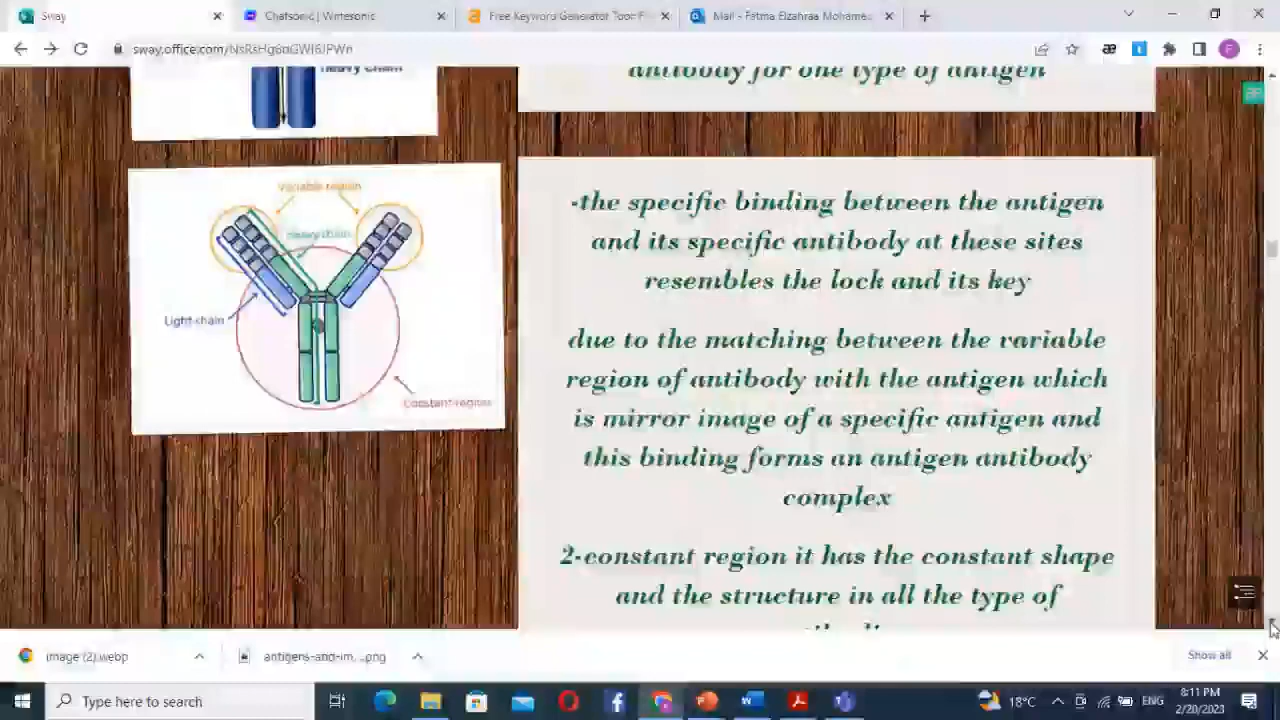 Sway
Chatsonic | Writesonic
Free Keyword Generator Tool: F
Mail - Fatma Elzahraa Mohamed
sway.office.com
heavy chain
antibody for one type of antigen
variable region
heavy chain
Light chain
Constant region
-the specific binding between the antigen
and its specific antibody at these sites
resembles the lock and its key
due to the matching between the variable
region of antibody with the antigen which
is mirror image of a specific antigen and
this binding forms an antigen antibody
complex
2-constant region it has the constant shape
and the structure in all the type of
image (2).webp
antigens-and-im....png
Show all
Type here to search
18°C
ENG
8:11 PM
2/20/2023